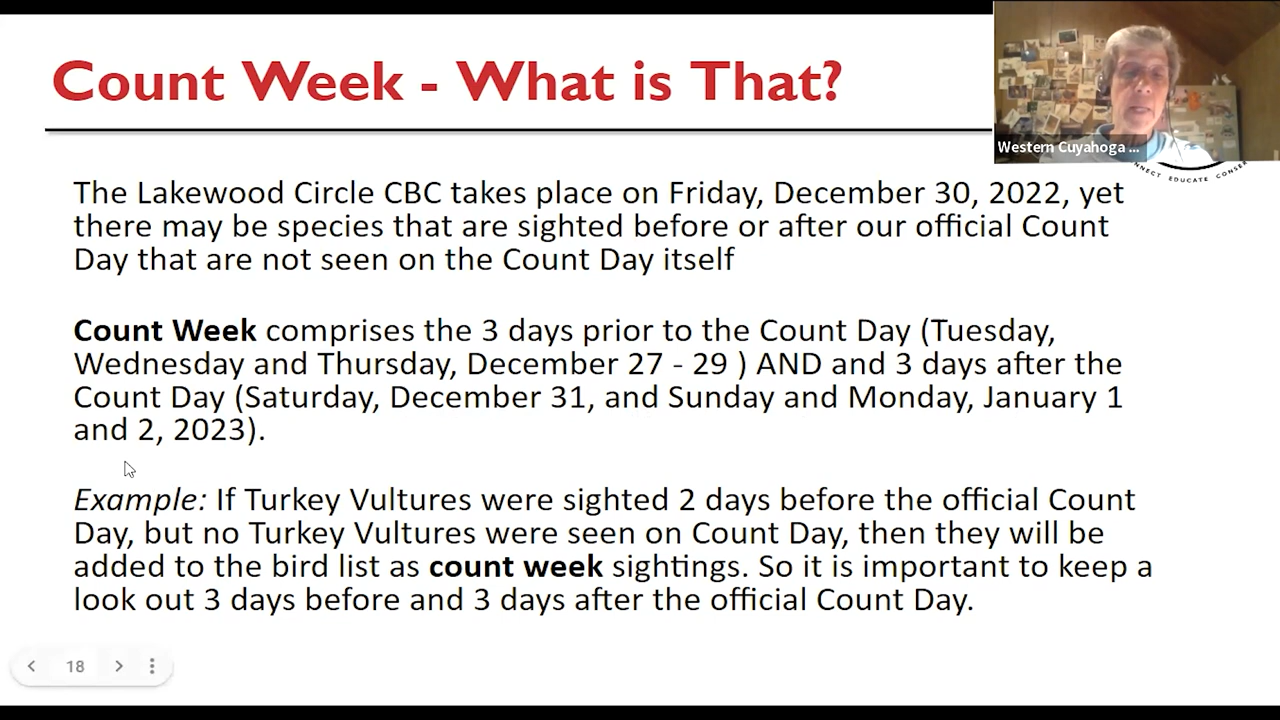 Count Week - What is That?
Western Cuyahoga ...
EDUCATE
The Lakewood Circle CBC takes place on Friday, December 30, 2022, yet
there may be species that are sighted before or after our official Count
Day that are not seen on the Count Day itself
Count Week comprises the 3 days prior to the Count Day (Tuesday,
Wednesday and Thursday, December 27 - 29 ) AND and 3 days after the
Count Day (Saturday, December 31, and Sunday and Monday, January 1
and 2, 2023).
Example: If Turkey Vultures were sighted 2 days before the official Count
Day, but no Turkey Vultures were seen on Count Day, then they will be
added to the bird list as count week sightings. So it is important to keep a
look out 3 days before and 3 days after the official Count Day.
18